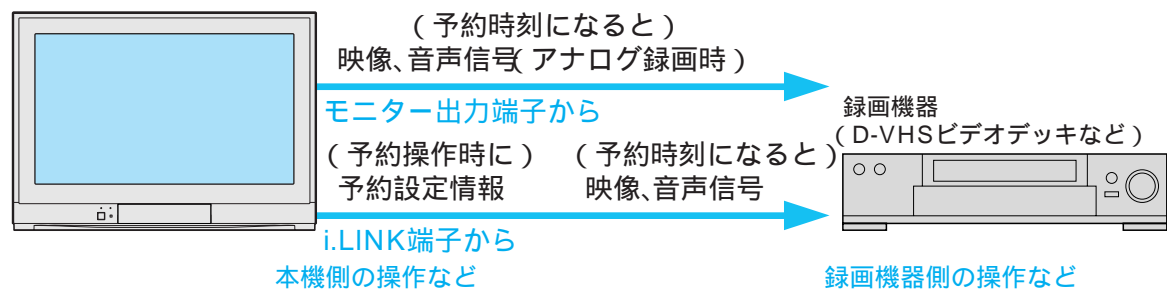 （予約時刻になると）
映像、音声信号（アナログ録画時）
モニター出力端子から
（予約操作時に）　（予約時刻になると）
予約設定情報　映像、音声信号
i.LINK端子から
本機側の操作など
録画機器
（D-VHSビデオデッキなど）
録画機器側の操作など